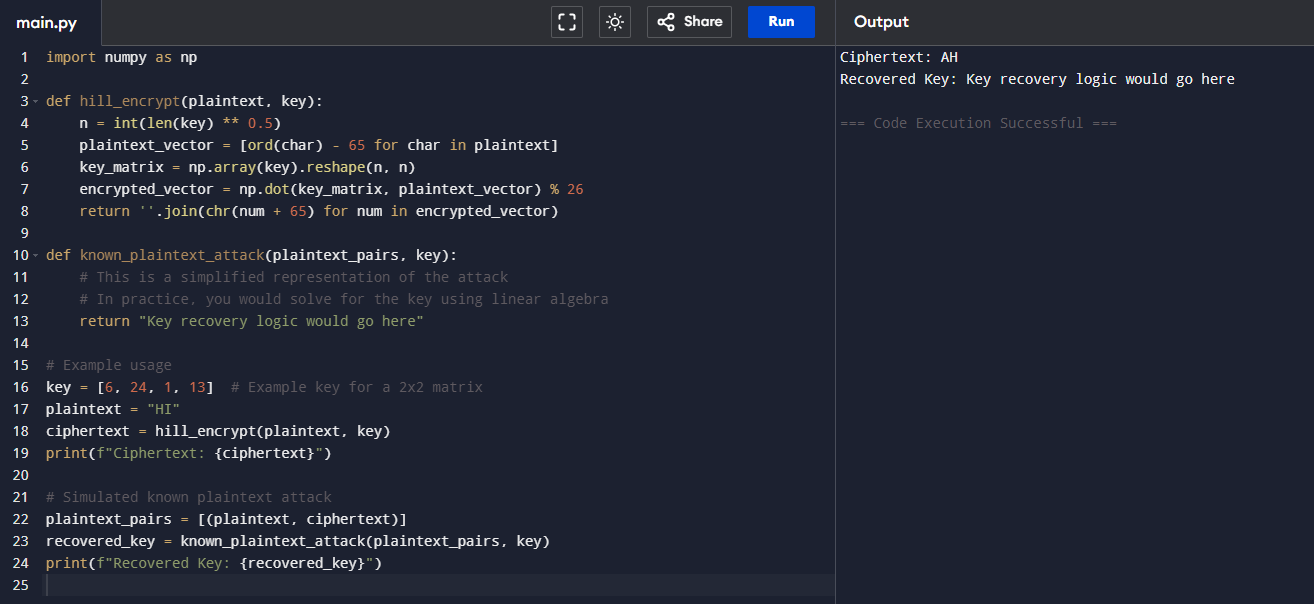 main.py
Share
Run
Output
1 import numpy as np
2
3 def hill_encrypt(plaintext, key):
4     n = int(len(key) ** 0.5)
5     plaintext_vector = [ord(char) - 65 for char in plaintext]
6     key_matrix = np.array(key).reshape(n, n)
7     encrypted_vector = np.dot(key_matrix, plaintext_vector) % 26
8     return ''.join(chr(num + 65) for num in encrypted_vector)
9
10 def known_plaintext_attack(plaintext_pairs, key):
11     # This is a simplified representation of the attack
12     # In practice, you would solve for the key using linear algebra
13     return "Key recovery logic would go here"
14
15 # Example usage
16 key = [6, 24, 1, 13]  # Example key for a 2x2 matrix
17 plaintext = "HI"
18 ciphertext = hill_encrypt(plaintext, key)
19 print(f"Ciphertext: {ciphertext}")
20
21 # Simulated known plaintext attack
22 plaintext_pairs = [(plaintext, ciphertext)]
23 recovered_key = known_plaintext_attack(plaintext_pairs, key)
24 print(f"Recovered Key: {recovered_key}")
25
Ciphertext: AH
Recovered Key: Key recovery logic would go here
=== Code Execution Successful ===